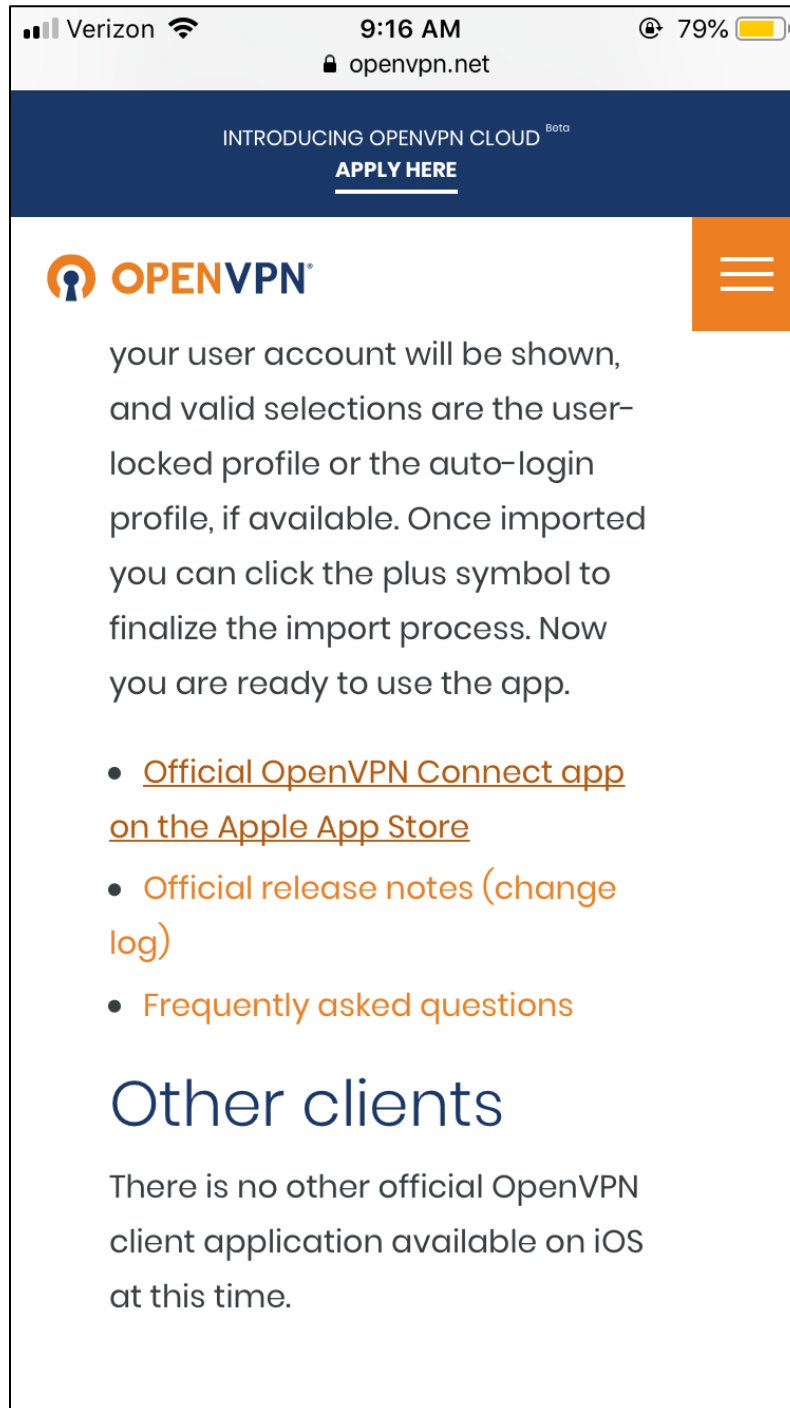 Verizon 9:16 AM 79%
openvpn.net
INTRODUCING OPENVPN CLOUD Beta
APPLY HERE
OPENVPN®
your user account will be shown,
and valid selections are the user-
locked profile or the auto-login
profile, if available. Once imported
you can click the plus symbol to
finalize the import process. Now
you are ready to use the app.
• Official OpenVPN Connect app
on the Apple App Store
• Official release notes (change
log)
• Frequently asked questions
Other clients
There is no other official OpenVPN
client application available on iOS
at this time.